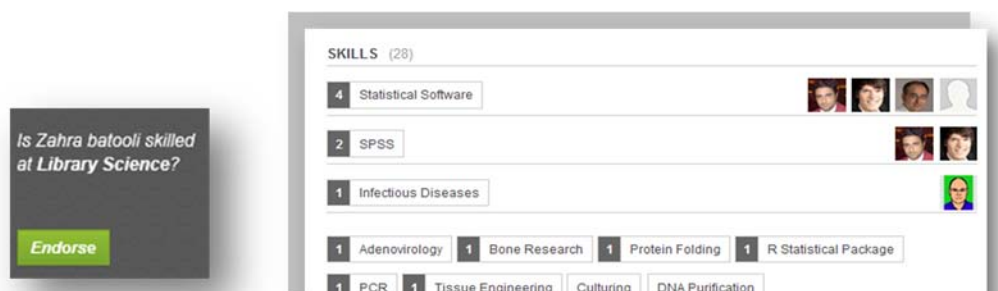 Is Zahra batooli skilled
at Library Science?
Endorse
SKILLS (28)
4 Statistical Software
2 SPSS
1 Infectious Diseases
1 Adenovirology 1 Bone Research 1 Protein Folding 1 R Statistical Package
1 PCR 1 Tissue Engineering Culturing DNA Purification